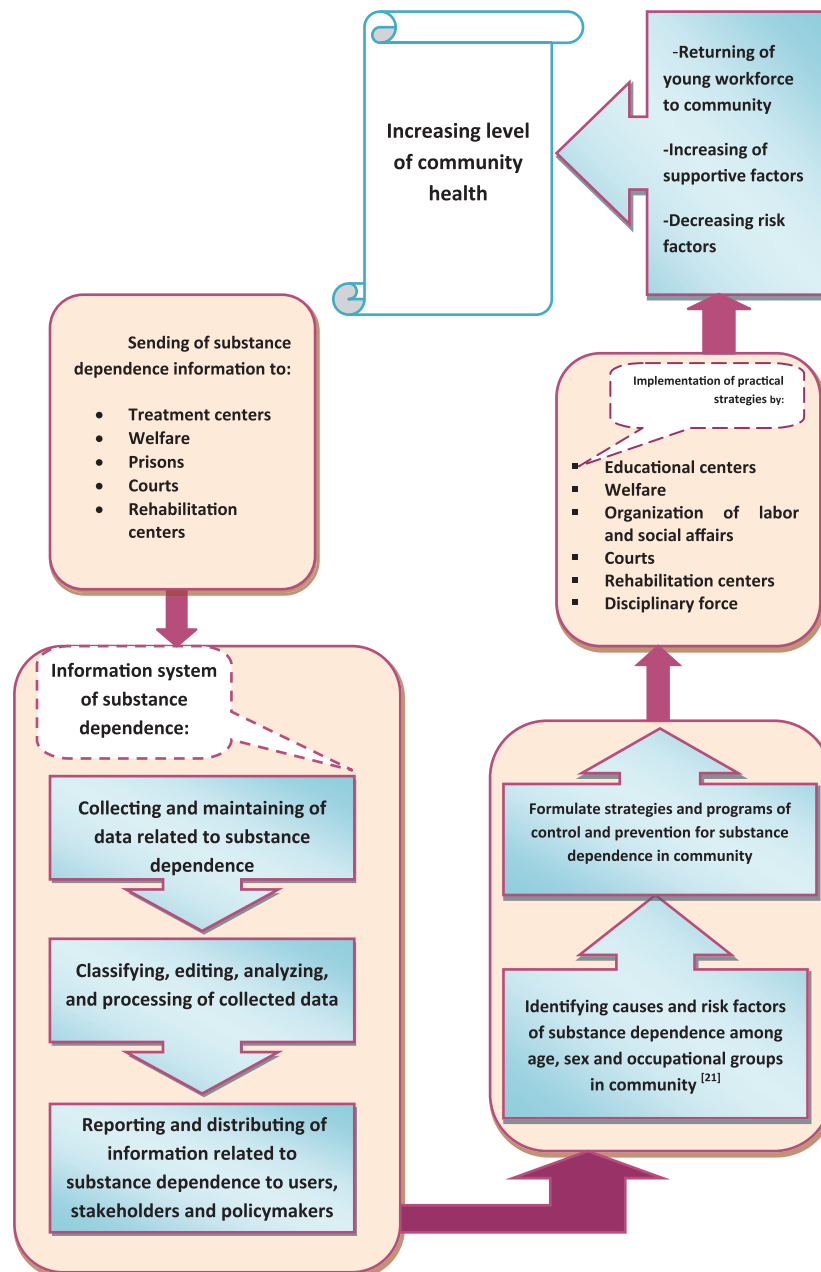 Sending of substance
dependence information to:
• Treatment centers
• Welfare
• Prisons
• Courts
• Rehabilitation
centers
Information system
of substance
dependence:
Collecting and maintaining of
data related to substance
dependence
Classifying, editing, analyzing,
and processing of collected data
Reporting and distributing of
information related to
substance dependence to users,
stakeholders and policymakers
Identifying causes and risk factors
of substance dependence among
age, sex and occupational groups
in community [21]
Formulate strategies and programs of
control and prevention for substance
dependence in community
Implementation of practical
strategies by:
▪ Educational centers
▪ Welfare
▪ Organization of labor
and social affairs
▪ Courts
▪ Rehabilitation centers
▪ Disciplinary force
-Returning of
young workforce
to community
-Increasing of
supportive factors
-Decreasing risk
factors
Increasing level
of community
health